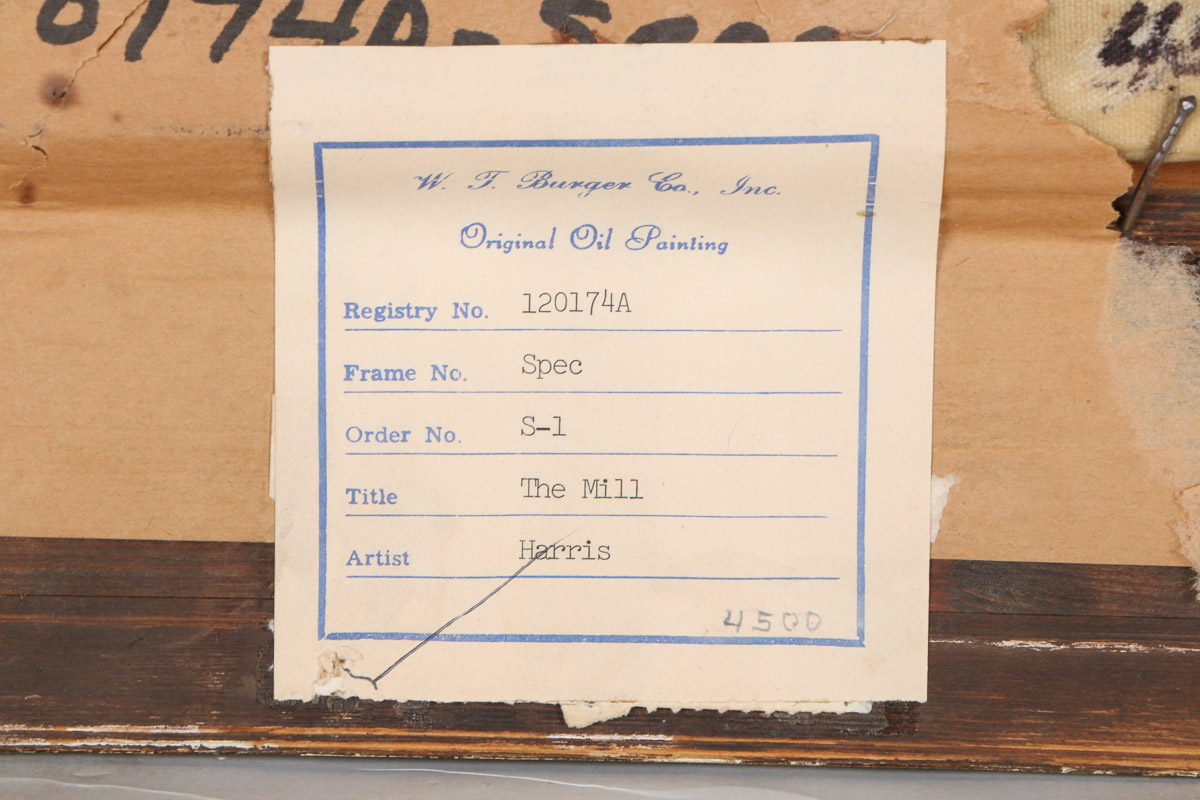 W. F. Burger Co., Inc.
Original Oil Painting
Registry No. 120174A
Frame No. Spec
Order No. S-1
Title The Mill
Artist Harris
4500